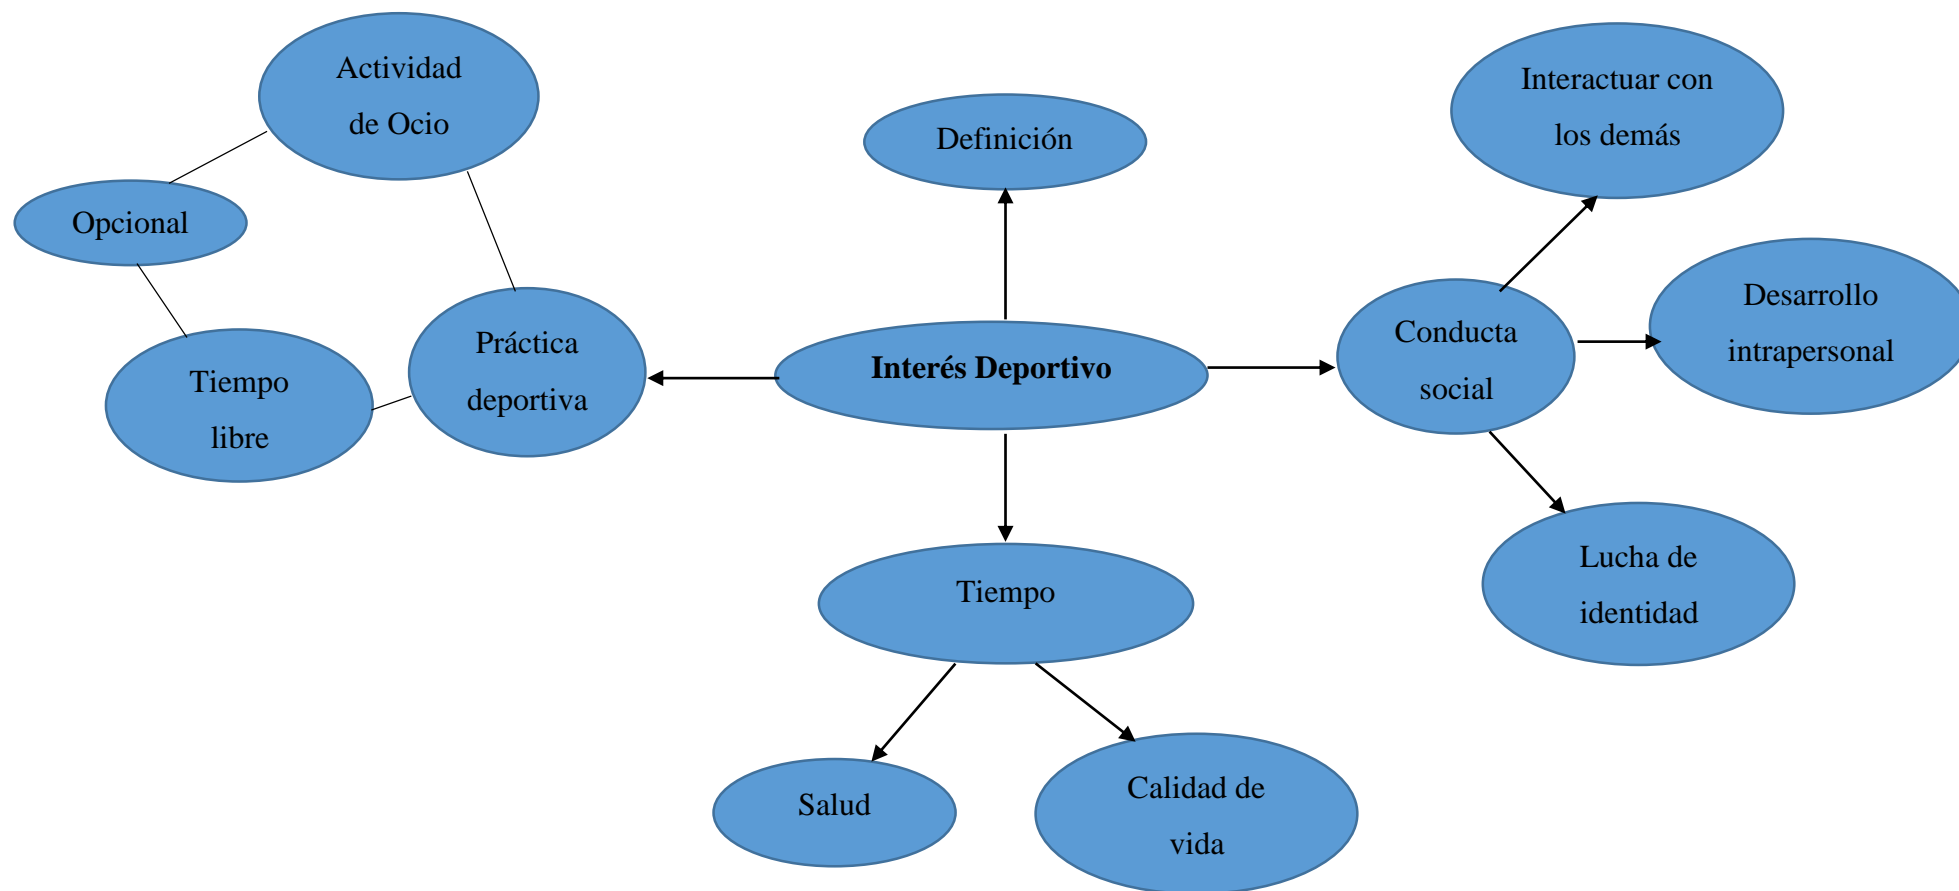 Actividad
de Ocio
Opcional
Tiempo
libre
Práctica
deportiva
Definición
Interés Deportivo
Tiempo
Salud
Calidad de
vida
Conducta
social
Interactuar con
los demás
Desarrollo
intrapersonal
Lucha de
identidad